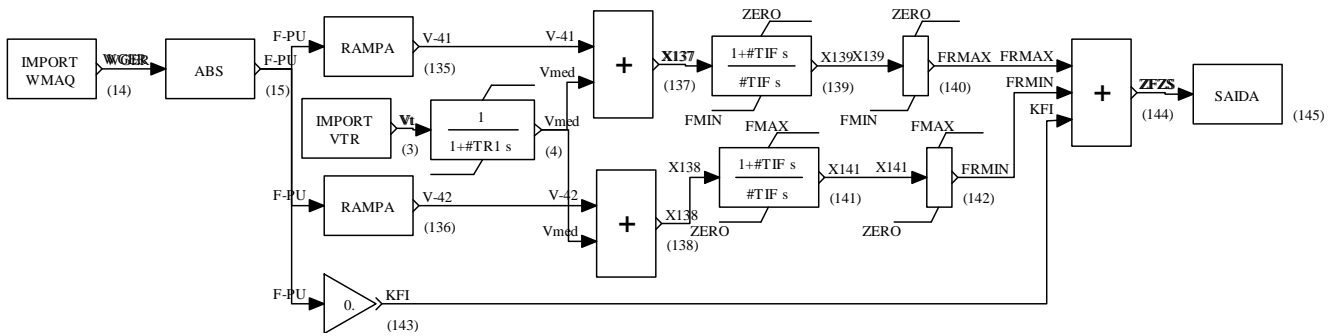 ZERO
ZERO
F-PU
RAMPA
V-41
V-41
+
X137
1+#TIF s
#TIF s
X139
X139
FRMAX
FRMAX
+
IMPORT
WMAQ
WGER
ABS
F-PU
(135)
Vmed
(137)
(139)
(140)
FRMIN
ZFZS
SAIDA
(14)
(15)
IMPORT
VTR
Vt
(3)
1
1+#TR1 s
Vmed
(4)
FMIN
FMIN
KFI
(144)
(145)
FMAX
FMAX
F-PU
RAMPA
V-42
V-42
+
X138
X138
1+#TIF s
#TIF s
X141
X141
FRMIN
(136)
Vmed
(138)
(141)
(142)
ZERO
ZERO
F-PU
0.
KFI
(143)